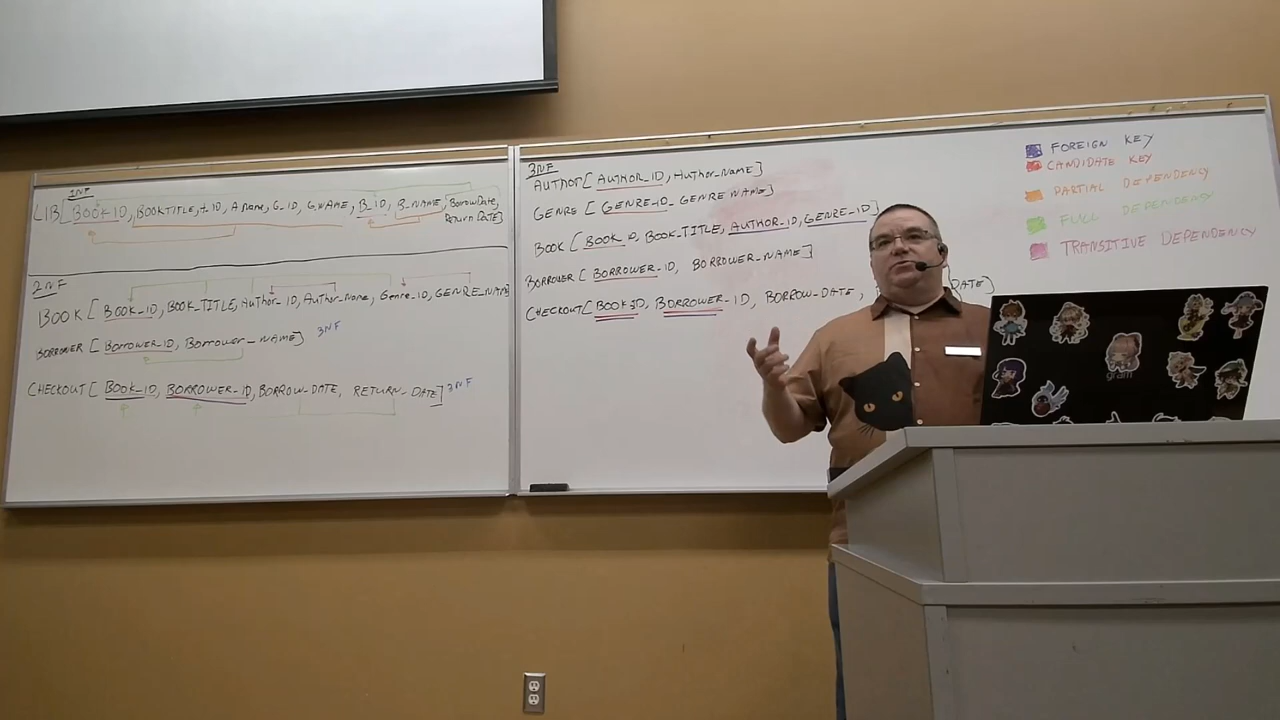 1NF
LIB[BOOK-ID, BOOKTITLE, A-ID, A Name, G-ID, G.NAME, B-ID, B-NAME, BorrowDate,
Return DATE]
2NF
BOOK [BOOK-ID, BOOK-TITLE, Author-ID, Author-Name, Genre-ID, GENRE-NAME]
BORROWER [BORROWER-ID, Borrower-NAME] 3NF
CHECKOUT[BOOK-ID, BORROWER-ID, BORROW-DATE, RETURN-DATE] 3NF
3NF
AUTHOR[AUTHOR-ID, Author-Name]
GENRE [GENRE-ID, GENRE NAME]
BOOK [BOOK-ID, BOOK-TITLE, AUTHOR-ID, GENRE-ID]
BORROWER [BORROWER-ID, BORROWER-NAME]
CHECKOUT[BOOK-ID, BORROWER-ID, BORROW-DATE, DATE]
FOREIGN KEY
CANDIDATE KEY
PARTIAL DEPENDENCY
FULL DEPENDENCY
TRANSITIVE DEPENDENCY
gram